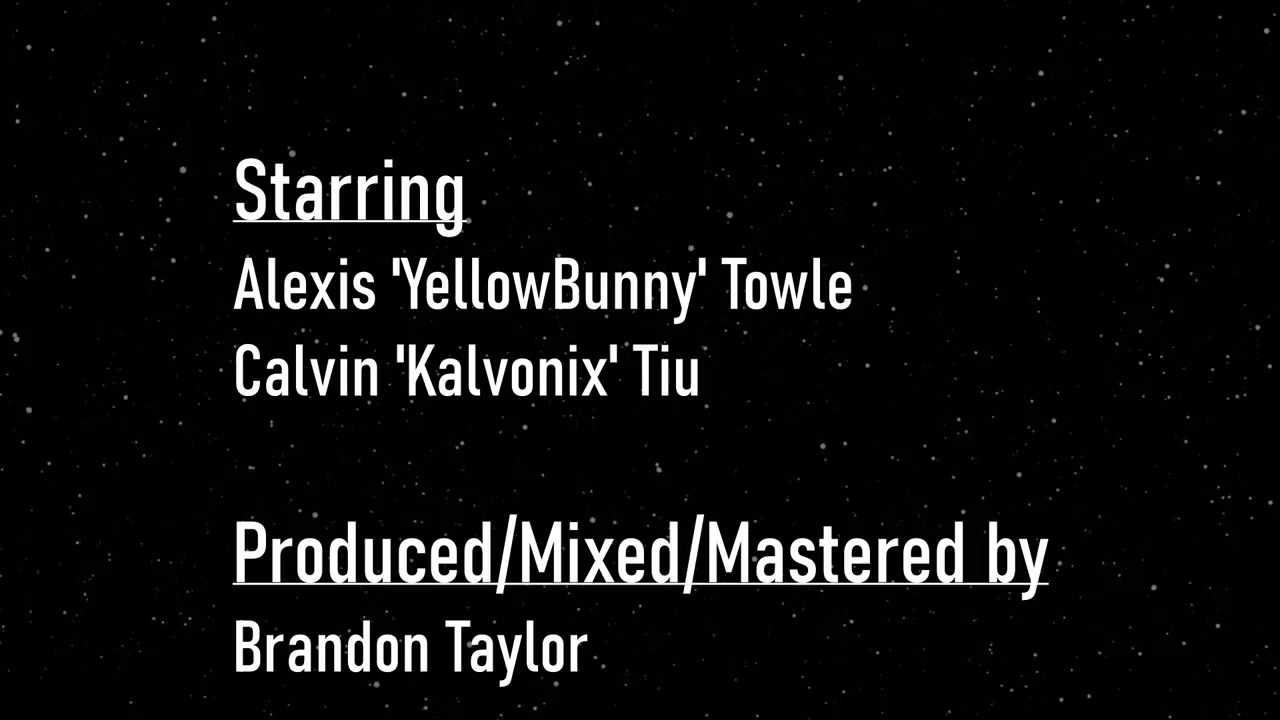 Starring
Alexis 'YellowBunny' Towle
Calvin 'Kalvonix' Tiu
Produced/Mixed/Mastered by
Brandon Taylor